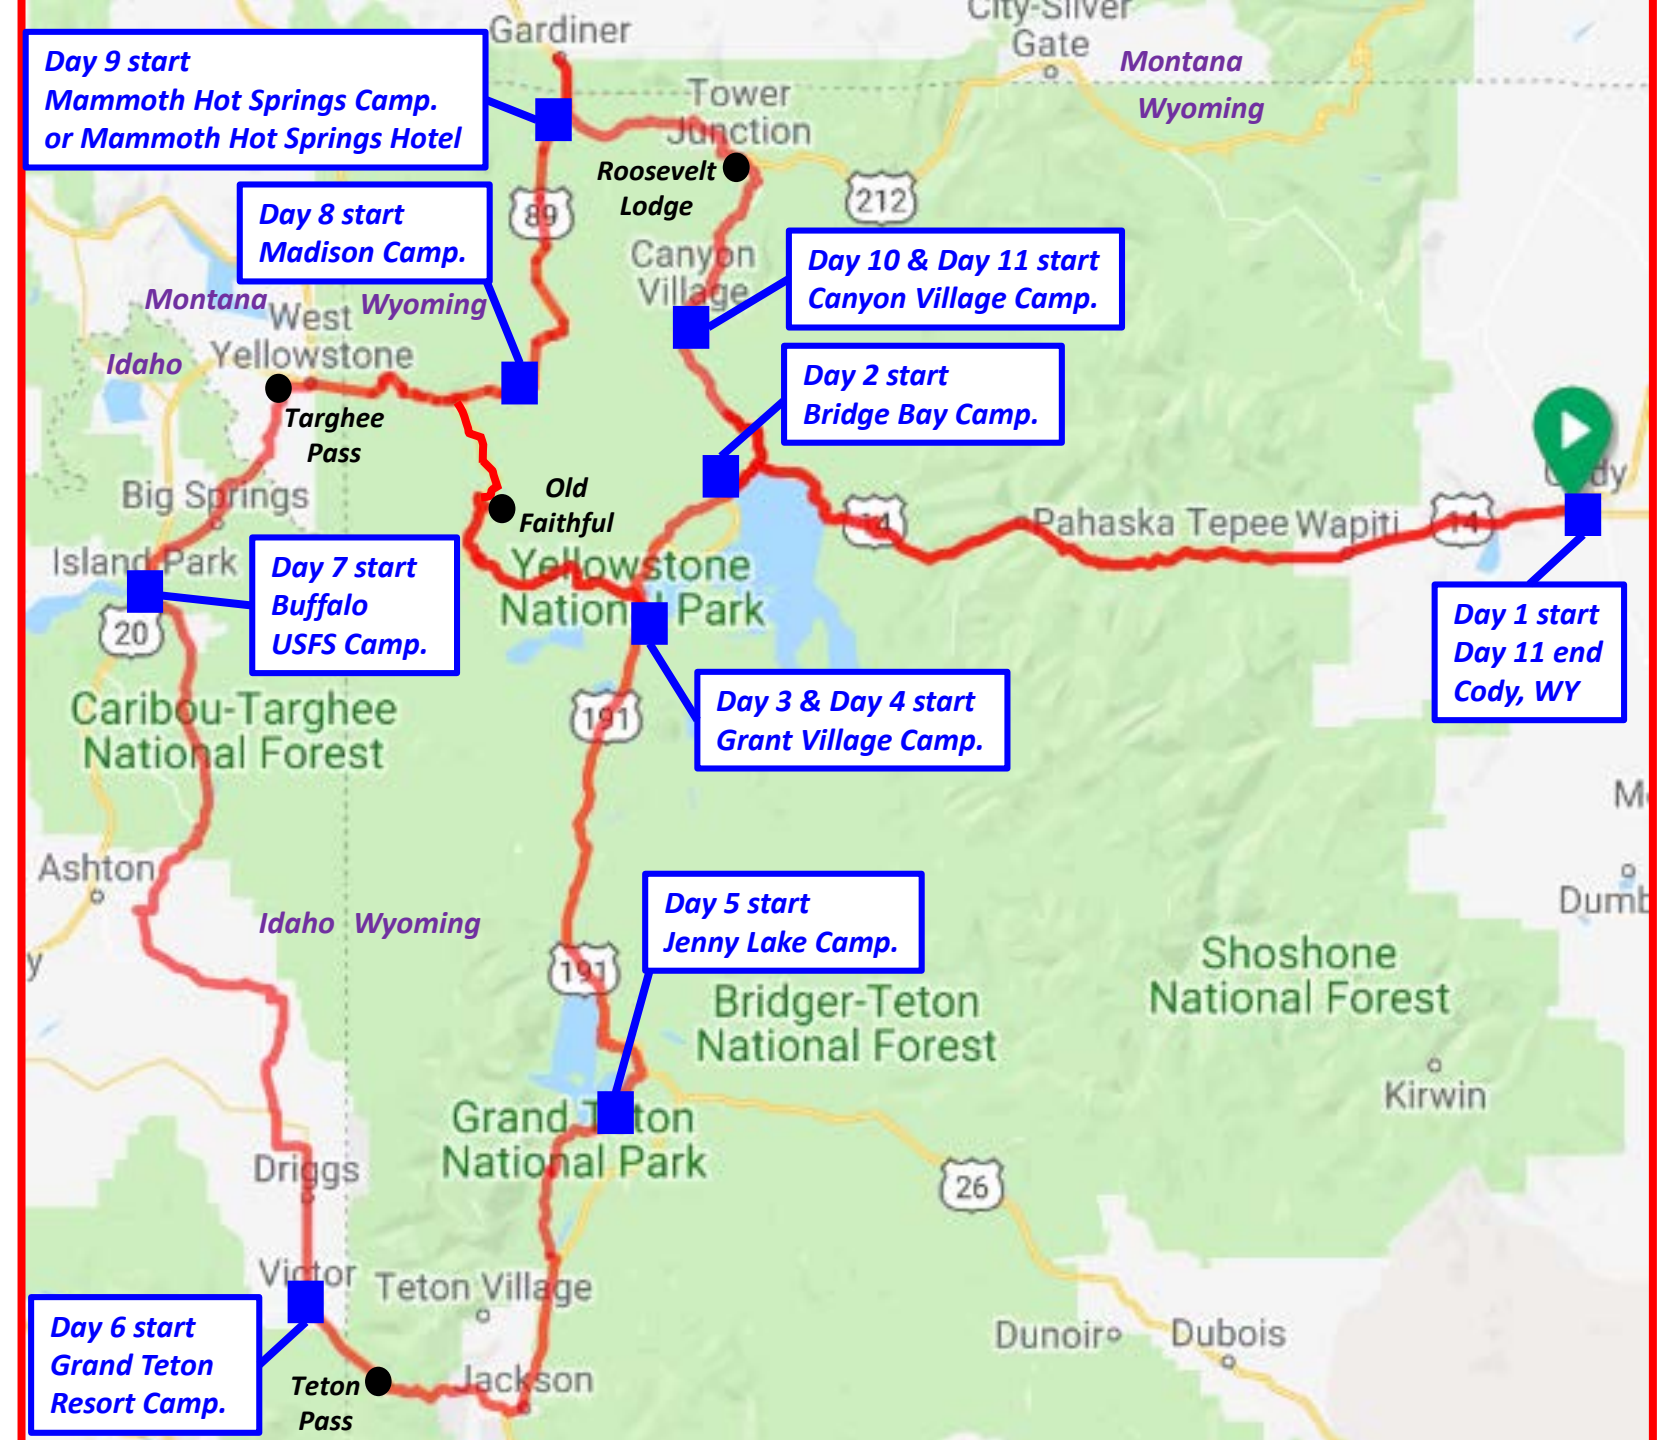 Gardiner
City-Silver
Gate
Montana
Wyoming
Day 9 start
Mammoth Hot Springs Camp.
or Mammoth Hot Springs Hotel
Tower
Junction
Roosevelt
Lodge
89
212
Day 8 start
Madison Camp.
Canyon
Village
Day 10 & Day 11 start
Canyon Village Camp.
Montana
Wyoming
West
Yellowstone
Idaho
Targhee
Pass
Day 2 start
Bridge Bay Camp.
Big Springs
Old
Faithful
Cody
14
Pahaska Tepee
Wapiti
14
Island Park
20
Day 7 start
Buffalo
USFS Camp.
Yellowstone
National Park
Day 1 start
Day 11 end
Cody, WY
Caribou-Targhee
National Forest
191
Day 3 & Day 4 start
Grant Village Camp.
Ashton
Idaho
Wyoming
Day 5 start
Jenny Lake Camp.
191
Bridger-Teton
National Forest
Shoshone
National Forest
Kirwin
Grand Teton
National Park
Driggs
26
Victor
Teton Village
Day 6 start
Grand Teton
Resort Camp.
Teton
Pass
Jackson
Dunoir
Dubois